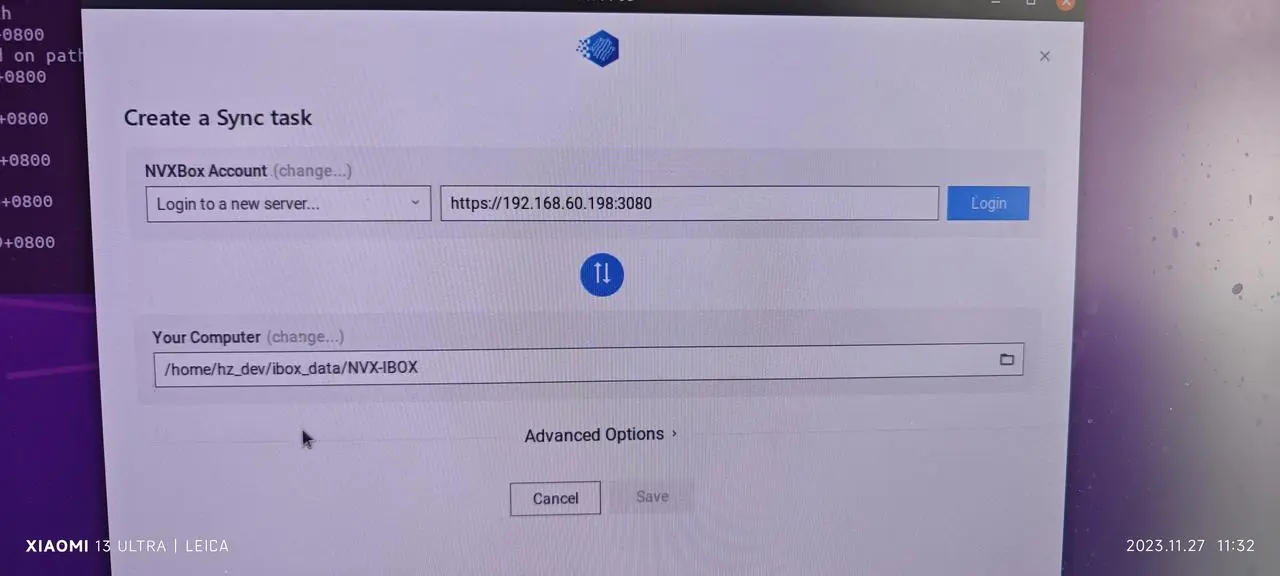 h
+0800
d on path
+0800
+0800
+0800
+0800
0+0800
Create a Sync task
NVXBox Account (change...)
Login to a new server...
https://192.168.60.198:3080
Login
Your Computer (change...)
/home/hz_dev/ibox_data/NVX-IBOX
Advanced Options ›
Cancel
Save
XIAOMI 13 ULTRA | LEICA
2023.11.27 11:32